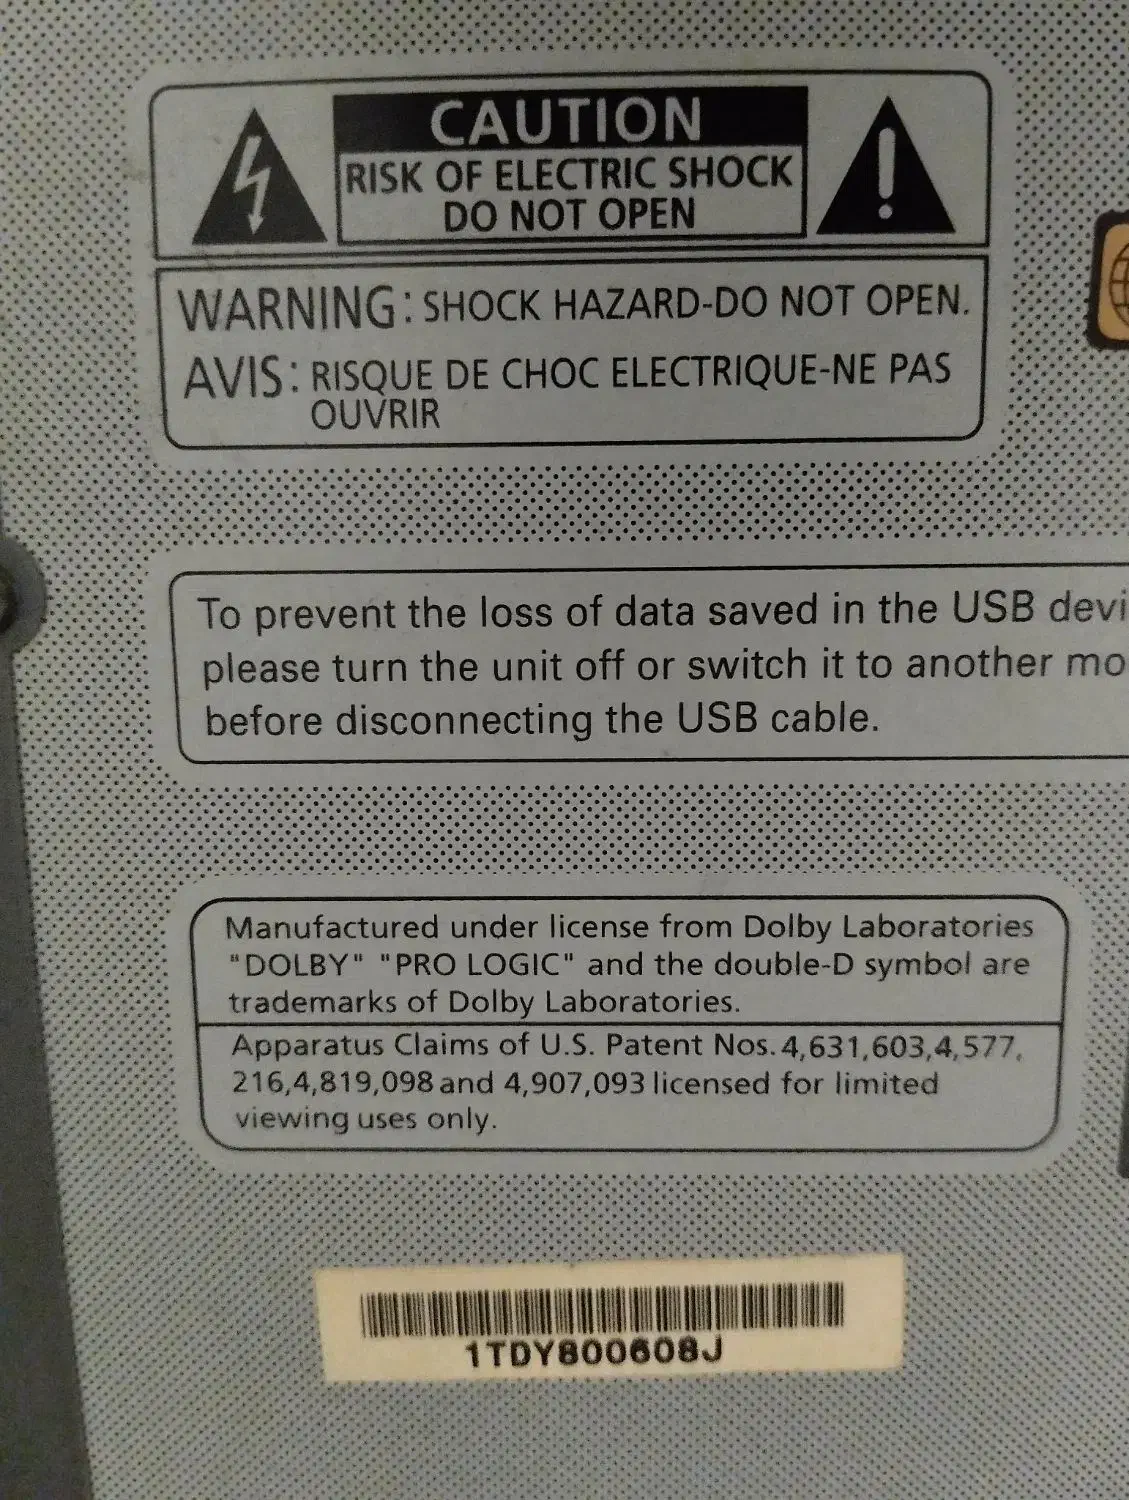 CAUTION
RISK OF ELECTRIC SHOCK
DO NOT OPEN
WARNING: SHOCK HAZARD-DO NOT OPEN.
AVIS: RISQUE DE CHOC ELECTRIQUE-NE PAS
OUVRIR
To prevent the loss of data saved in the USB devi
please turn the unit off or switch it to another mo
before disconnecting the USB cable.
Manufactured under license from Dolby Laboratories
"DOLBY" "PRO LOGIC" and the double-D symbol are
trademarks of Dolby Laboratories.
Apparatus Claims of U.S. Patent Nos. 4,631,603,4,577,
216,4,819,098 and 4,907,093 licensed for limited
viewing uses only.
1TDY800608J